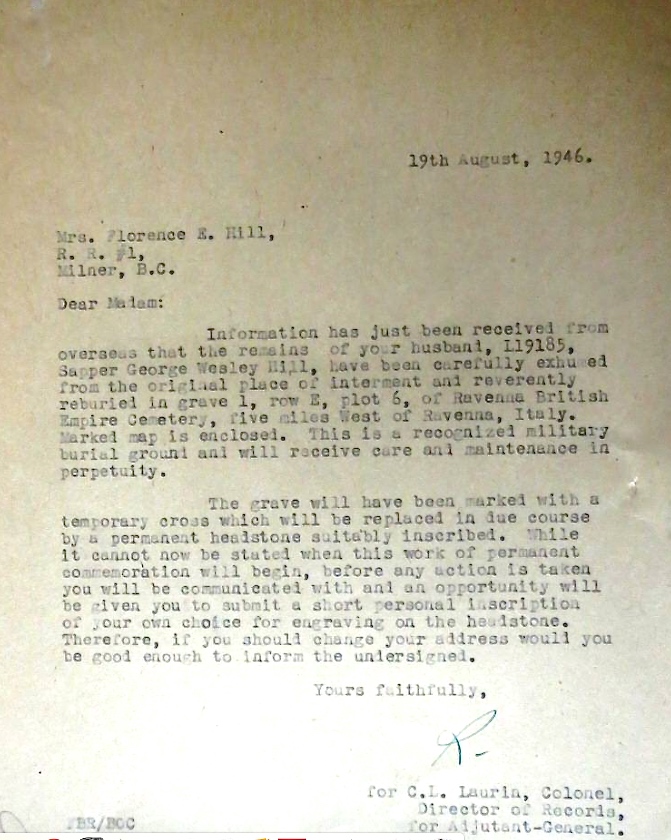 19th August, 1946.
Mrs. Florence E. Hill,
R. R. #1,
Milner, B.C.
Dear Madam:
Information has just been received from
overseas that the remains of your husband, L19185,
Sapper George Wesley Hill, have been carefully exhumed
from the original place of interment and reverently
reburied in grave 1, row E, plot 6, of Ravenna British
Empire Cemetery, five miles West of Ravenna, Italy.
Marked map is enclosed. This is a recognized military
burial ground and will receive care and maintenance in
perpetuity.
The grave will have been marked with a
temporary cross which will be replaced in due course
by a permanent headstone suitably inscribed. While
it cannot now be stated when this work of permanent
commemoration will begin, before any action is taken
you will be communicated with and an opportunity will
be given you to submit a short personal inscription
of your own choice for engraving on the headstone.
Therefore, if you should change your address would you
be good enough to inform the undersigned.
Yours faithfully,
for C.L. Laurin, Colonel,
Director of Records,
for Adjutant-General.